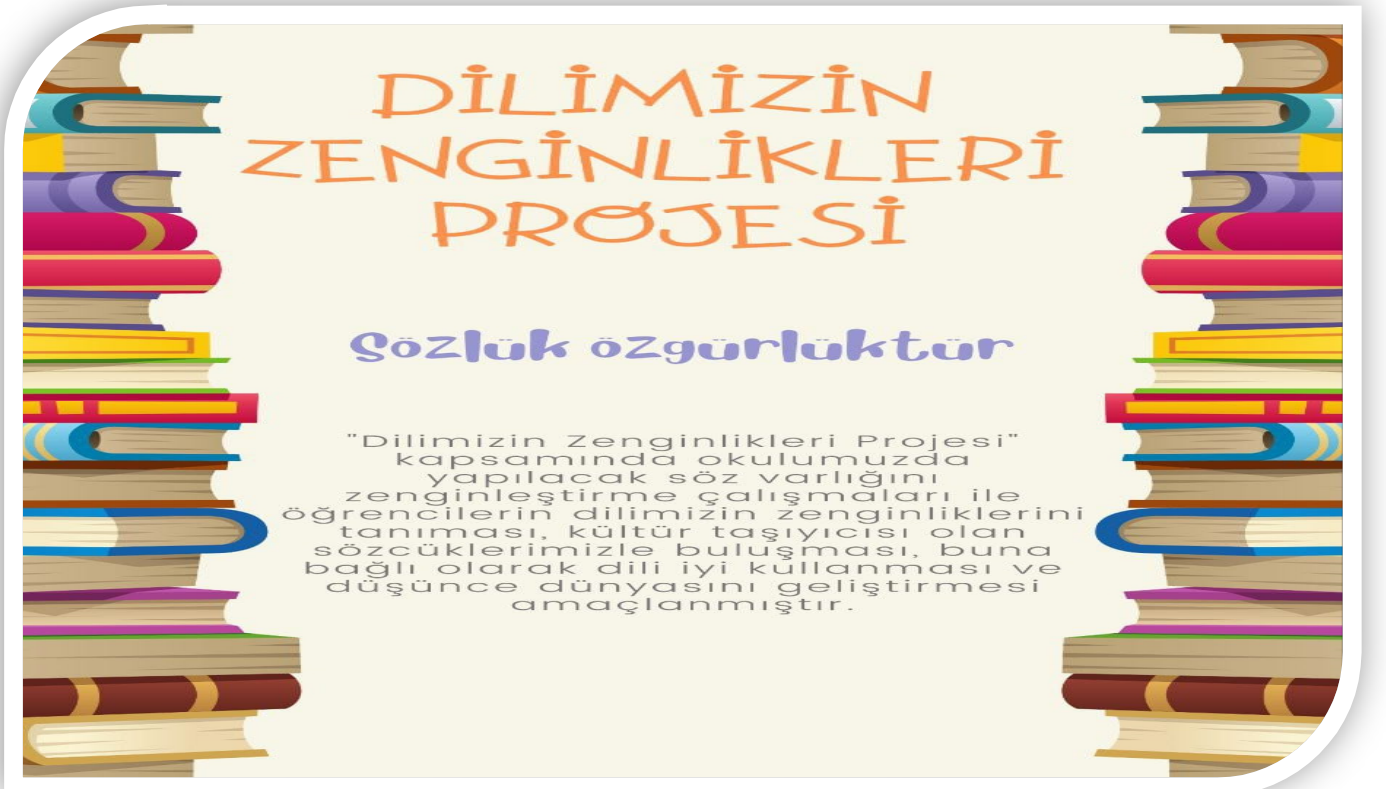 DİLİMİZİN
ZENGİNLİKLERİ
PROJESİ
Sözlük özgürlüktür
"Dilimizin Zenginlikleri Projesi"
kapsamında okulumuzda
yapılacak söz varlığını
zenginleştirme çalışmaları ile
öğrencilerin dilimizin zenginliklerini
tanıması, kültür taşıyıcısı olan
sözcüklerimizle buluşması, buna
bağlı olarak dili iyi kullanması ve
düşünce dünyasını geliştirmesi
amaçlanmıştır.